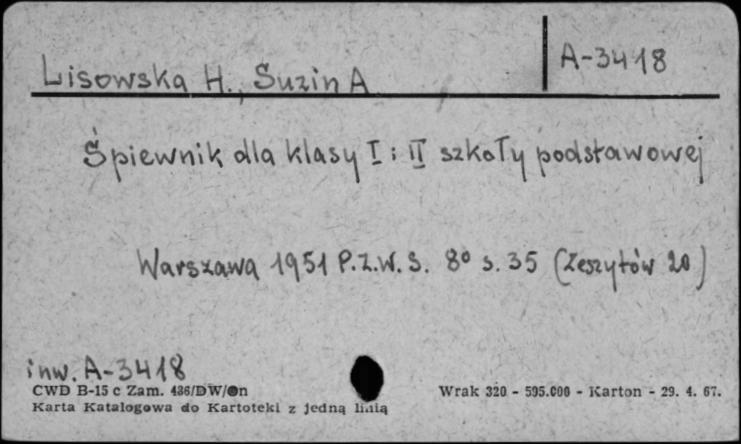 Lisowska H., Suzin A
A-3418
Śpiewnik dla klasy I i II szkoły podstawowej
Warszawa 1951 P.Z.W.S. 8° s. 35 (Zeszytów 20)
inw. A-3418
CWD B-15 c Zam. 436/DW/on
Wrak 320 - 595.000 - Karton - 29. 4. 67.
Karta Katalogowa do Kartoteki z jedną linią